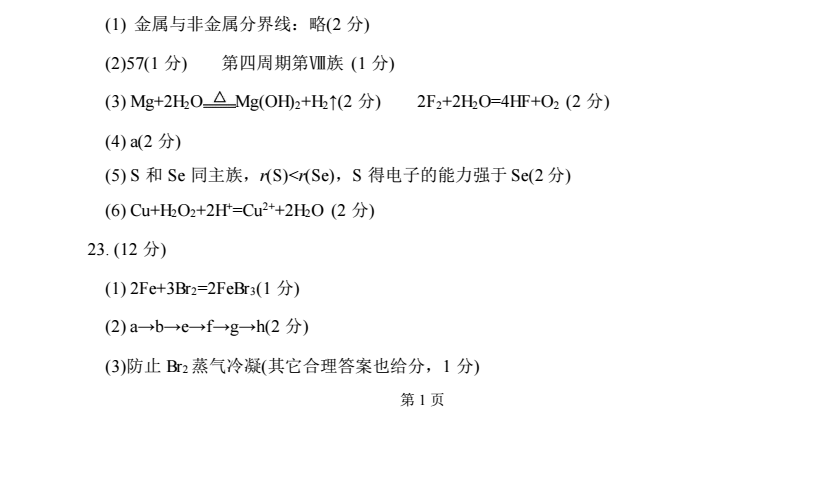 (1) 金属与非金属分界线：略(2 分)
(2)57(1 分) 第四周期第Ⅷ族 (1 分)
(3) Mg+2H₂O=△=Mg(OH)₂+H₂↑(2 分) 2F₂+2H₂O=4HF+O₂ (2 分)
(4) a(2 分)
(5) S 和 Se 同主族，r(S)<r(Se)，S 得电子的能力强于 Se(2 分)
(6) Cu+H₂O₂+2H⁺=Cu²⁺+2H₂O (2 分)
23. (12 分)
(1) 2Fe+3Br₂=2FeBr₃(1 分)
(2) a→b→e→f→g→h(2 分)
(3)防止 Br₂ 蒸气冷凝(其它合理答案也给分，1 分)
第 1 页